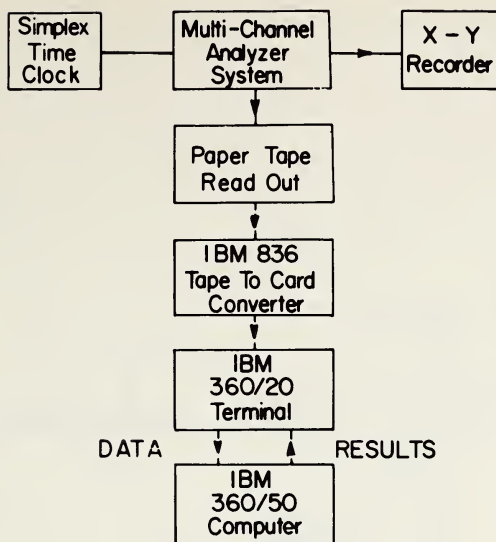 Simplex
Time
Clock
Multi-Channel
Analyzer
System
X - Y
Recorder
Paper Tape
Read Out
IBM 836
Tape To Card
Converter
IBM
360/20
Terminal
DATA
RESULTS
IBM
360/50
Computer